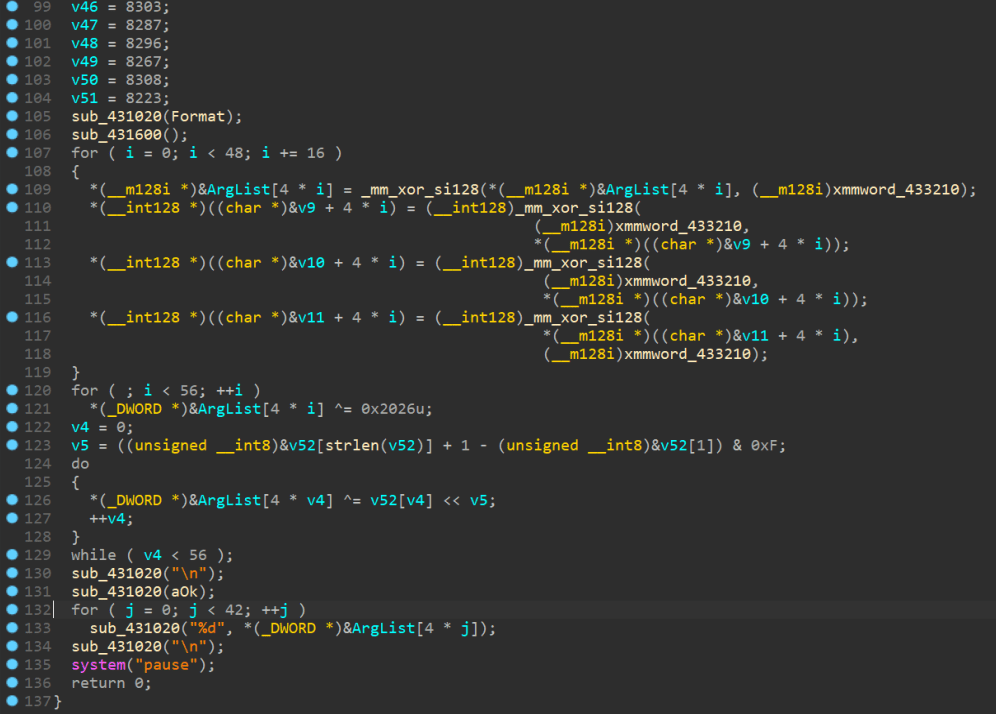 99 v46 = 8303;
100 v47 = 8287;
101 v48 = 8296;
102 v49 = 8267;
103 v50 = 8308;
104 v51 = 8223;
105 sub_431020(Format);
106 sub_431600();
107 for ( i = 0; i < 48; i += 16 )
108 {
109 *(__m128i *)&ArgList[4 * i] = _mm_xor_si128(*(__m128i *)&ArgList[4 * i], (__m128i)xmmword_433210);
110 *(__int128 *)((char *)&v9 + 4 * i) = (__int128)_mm_xor_si128(
111 (__m128i)xmmword_433210,
112 *(__m128i *)((char *)&v9 + 4 * i));
113 *(__int128 *)((char *)&v10 + 4 * i) = (__int128)_mm_xor_si128(
114 (__m128i)xmmword_433210,
115 *(__m128i *)((char *)&v10 + 4 * i));
116 *(__int128 *)((char *)&v11 + 4 * i) = (__int128)_mm_xor_si128(
117 *(__m128i *)((char *)&v11 + 4 * i),
118 (__m128i)xmmword_433210);
119 }
120 for ( ; i < 56; ++i )
121 *(_DWORD *)&ArgList[4 * i] ^= 0x2026u;
122 v4 = 0;
123 v5 = ((unsigned __int8)&v52[strlen(v52)] + 1 - (unsigned __int8)&v52[1]) & 0xF;
124 do
125 {
126 *(_DWORD *)&ArgList[4 * v4] ^= v52[v4] << v5;
127 ++v4;
128 }
129 while ( v4 < 56 );
130 sub_431020("\n");
131 sub_431020(aOk);
132 for ( j = 0; j < 42; ++j )
133 sub_431020("%d", *(_DWORD *)&ArgList[4 * j]);
134 sub_431020("\n");
135 system("pause");
136 return 0;
137 }